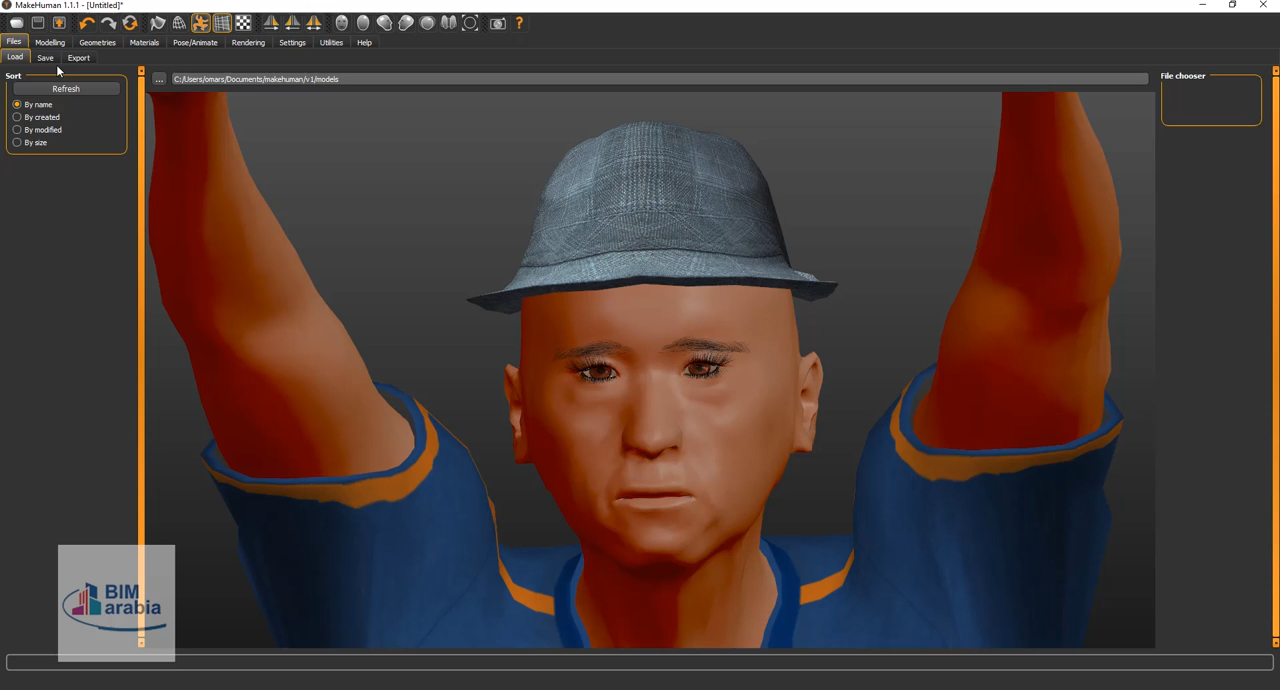 MakeHuman 1.1.1 - [Untitled]*
Files Modelling Geometries Materials Pose/Animate Rendering Settings Utilities Help
Load Save Export
Sort
Refresh
By name
By created
By modified
By size
... C:/Users/omars/Documents/makehuman/v1/models
File chooser
BIM
arabia